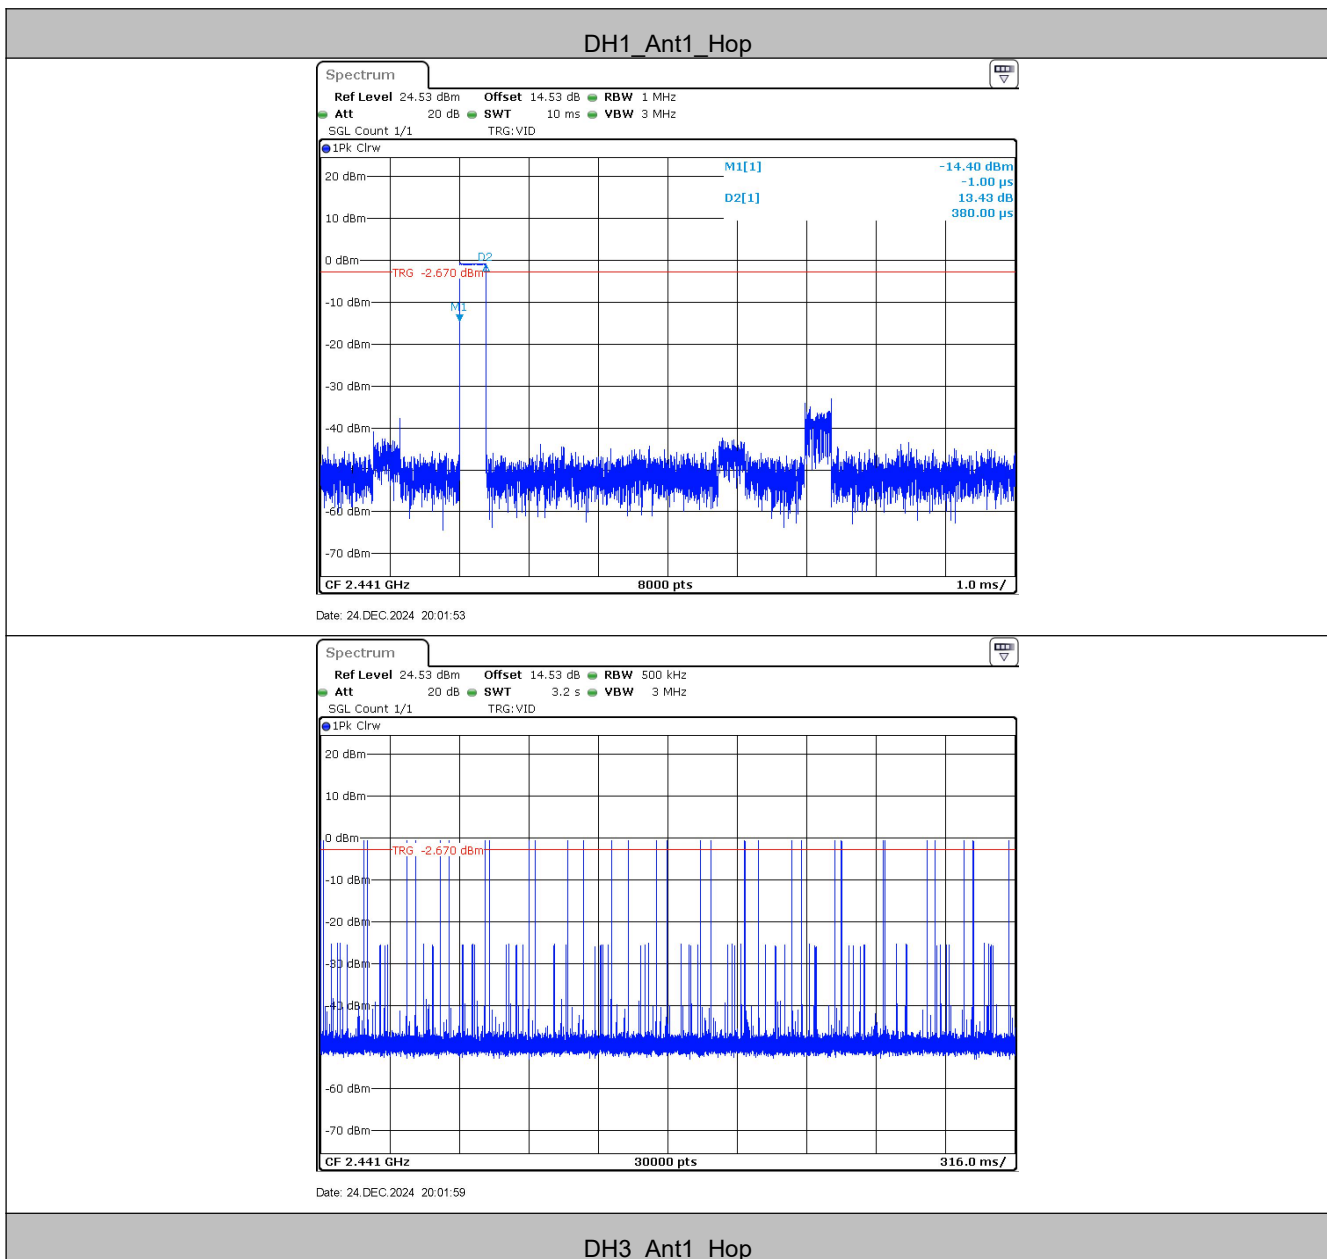 DH1_Ant1_Hop
Spectrum
Ref Level 24.53 dBm Offset 14.53 dB RBW 1 MHz
Att 20 dB SWT 10 ms VBW 3 MHz
SGL Count 1/1 TRG:VID
1Pk Clrw
M1[1] -14.40 dBm
-1.00 µs
D2[1] 13.43 dB
380.00 µs
20 dBm
10 dBm
0 dBm
D2
TRG -2.670 dBm
-10 dBm
M1
-20 dBm
-30 dBm
-40 dBm
-50 dBm
-60 dBm
-70 dBm
CF 2.441 GHz 8000 pts 1.0 ms/
Date: 24.DEC.2024 20:01:53
Spectrum
Ref Level 24.53 dBm Offset 14.53 dB RBW 500 kHz
Att 20 dB SWT 3.2 s VBW 3 MHz
SGL Count 1/1 TRG:VID
1Pk Clrw
20 dBm
10 dBm
0 dBm
TRG -2.670 dBm
-10 dBm
-20 dBm
-30 dBm
-40 dBm
-60 dBm
-70 dBm
CF 2.441 GHz 30000 pts 316.0 ms/
Date: 24.DEC.2024 20:01:59
DH3_Ant1_Hop